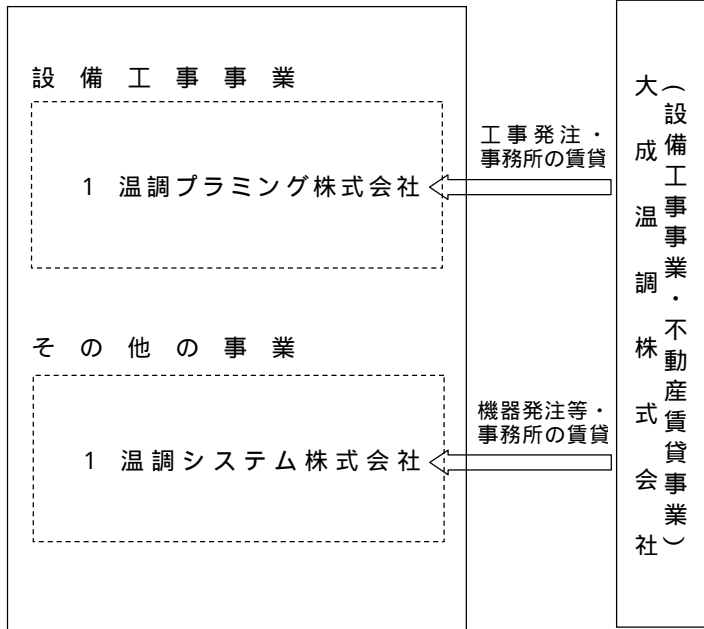 設備工事事業
1 温調プラミング株式会社
工事発注・
事務所の賃貸
その他の事業
1 温調システム株式会社
機器発注等・
事務所の賃貸
大成温調株式会社
(設備工事事業・不動産賃貸事業)